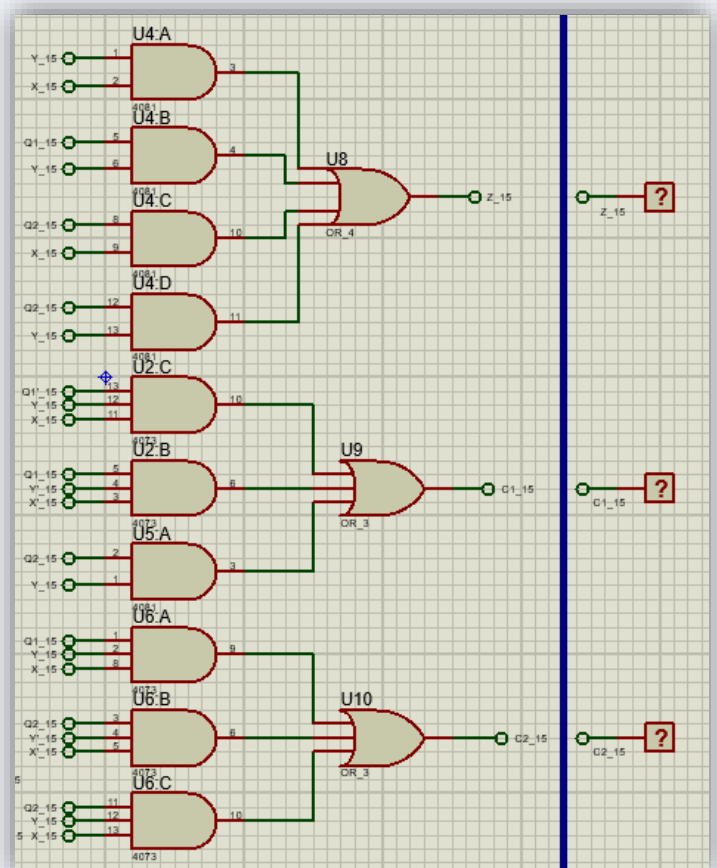 U4:A
Y_15 1
3
X_15 2
4081
U4:B
Q1_15 5
4
Y_15 6
4081
U8
U4:C
Q2_15 8
10
X_15 9
4081
OR_4
Z_15
Z_15
?
U4:D
Q2_15 12
11
Y_15 13
4081
U2:C
Q1'_15 13
Y_15 12
10
X_15 11
4073
U2:B
U9
Q1_15 5
Y'_15 4
6
X'_15 3
4073
OR_3
C1_15
C1_15
?
U5:A
Q2_15 2
3
Y_15 1
4081
U6:A
Q1_15 1
Y_15 2
9
X_15 8
4073
U6:B
U10
Q2_15 3
Y'_15 4
6
X'_15 5
OR_3
C2_15
C2_15
?
5
U6:C
Q2_15 11
Y_15 12
10
5 X_15 13
4073